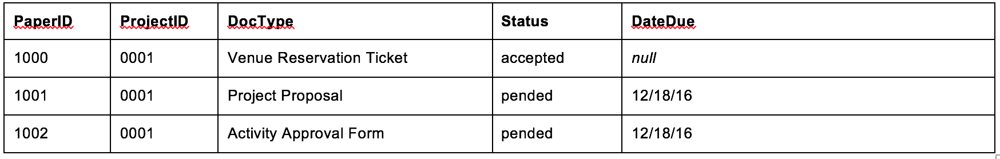 PaperID ProjectID DocType Status DateDue
1000 0001 Venue Reservation Ticket accepted null
1001 0001 Project Proposal pended 12/18/16
1002 0001 Activity Approval Form pended 12/18/16